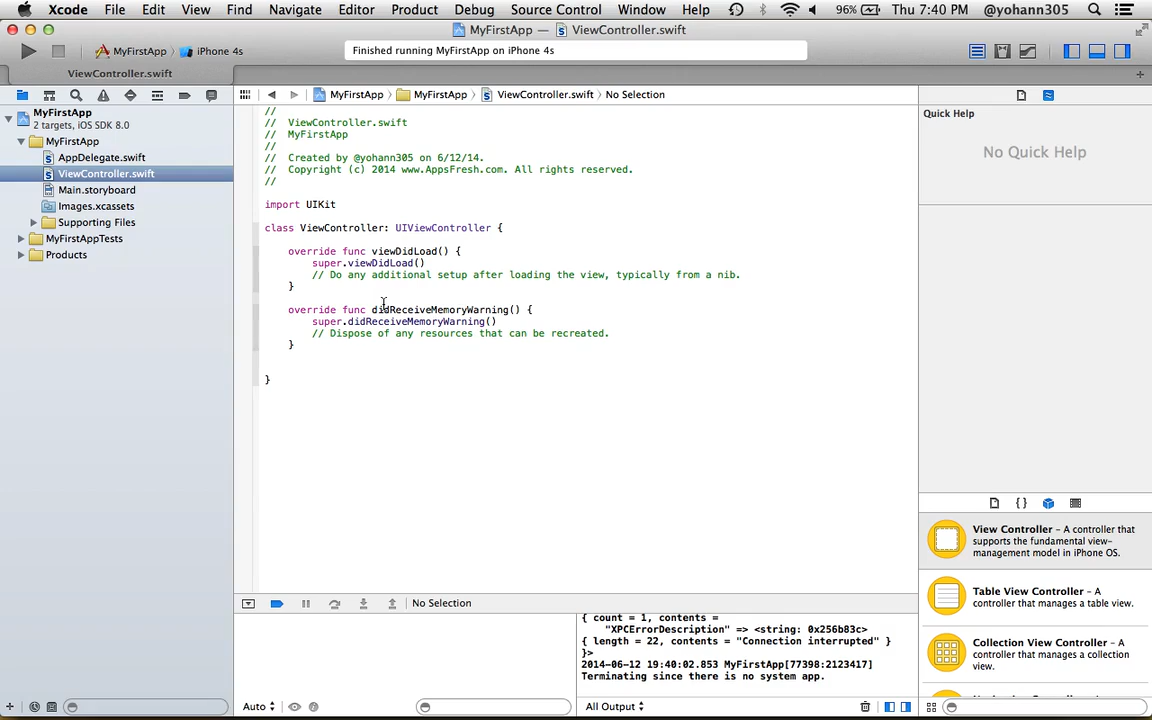 Xcode File Edit View Find Navigate Editor Product Debug Source Control Window Help 96% Thu 7:40 PM @yohann305
MyFirstApp — ViewController.swift
MyFirstApp iPhone 4s Finished running MyFirstApp on iPhone 4s
ViewController.swift
MyFirstApp MyFirstApp ViewController.swift No Selection
MyFirstApp
2 targets, iOS SDK 8.0
MyFirstApp
AppDelegate.swift
ViewController.swift
Main.storyboard
Images.xcassets
Supporting Files
MyFirstAppTests
Products
//
// ViewController.swift
// MyFirstApp
//
// Created by @yohann305 on 6/12/14.
// Copyright (c) 2014 www.AppsFresh.com. All rights reserved.
//
import UIKit
class ViewController: UIViewController {
override func viewDidLoad() {
super.viewDidLoad()
// Do any additional setup after loading the view, typically from a nib.
}
override func didReceiveMemoryWarning() {
super.didReceiveMemoryWarning()
// Dispose of any resources that can be recreated.
}
}
Quick Help
No Quick Help
{ }
View Controller – A controller that
supports the fundamental view-
management model in iPhone OS.
Table View Controller – A
controller that manages a table view.
Collection View Controller – A
controller that manages a collection
view.
No Selection
{ count = 1, contents =
"XPCErrorDescription" => <string: 0x256b83c>
{ length = 22, contents = "Connection interrupted" }
}>
2014-06-12 19:40:02.853 MyFirstApp[77398:2123417]
Terminating since there is no system app.
Auto
All Output